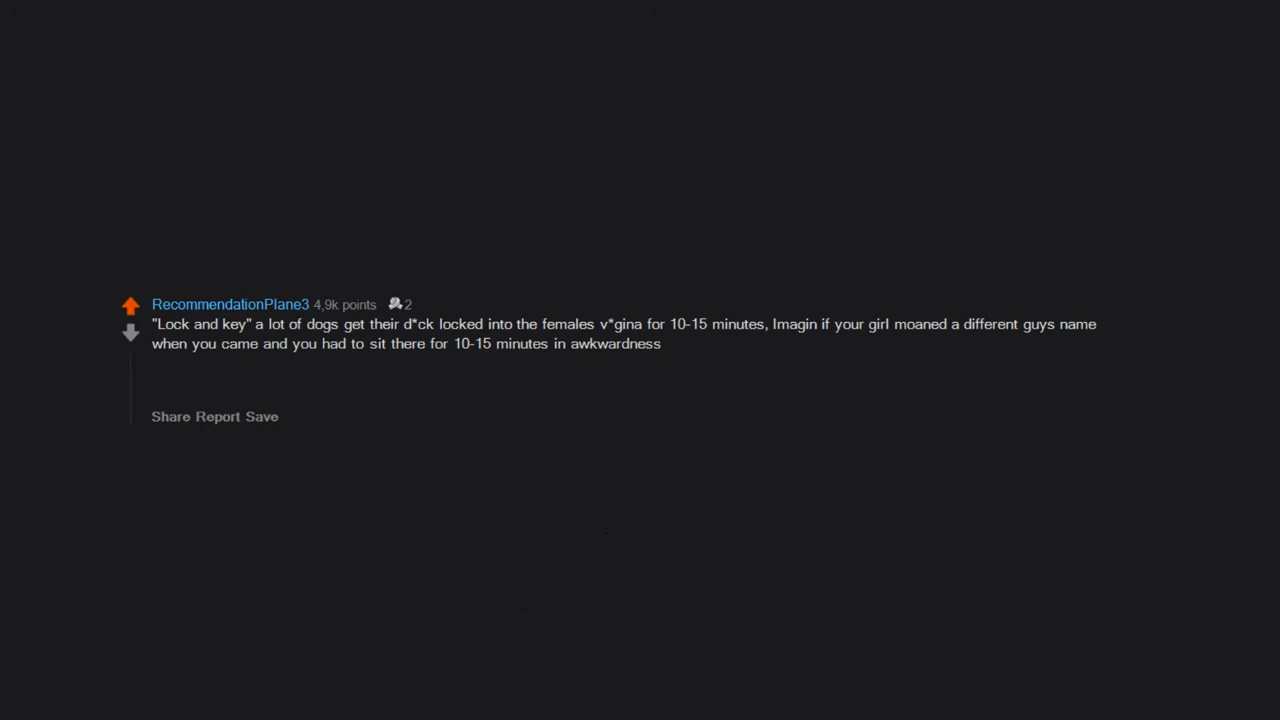 RecommendationPlane3 4,9k points 2
"Lock and key" a lot of dogs get their d*ck locked into the females v*gina for 10-15 minutes, Imagin if your girl moaned a different guys name
when you came and you had to sit there for 10-15 minutes in awkwardness
Share Report Save